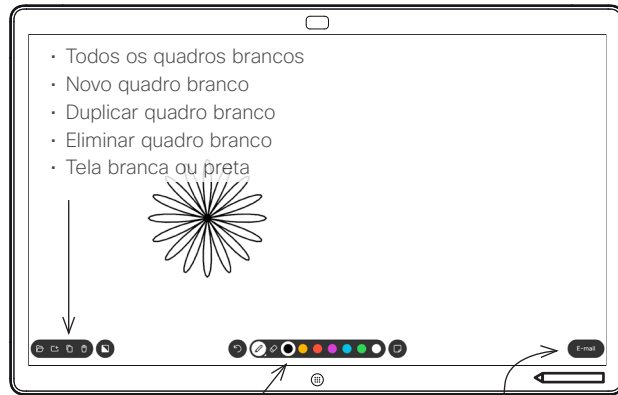 · Todos os quadros brancos
· Novo quadro branco
· Duplicar quadro branco
· Eliminar quadro branco
· Tela branca ou preta
E-mail